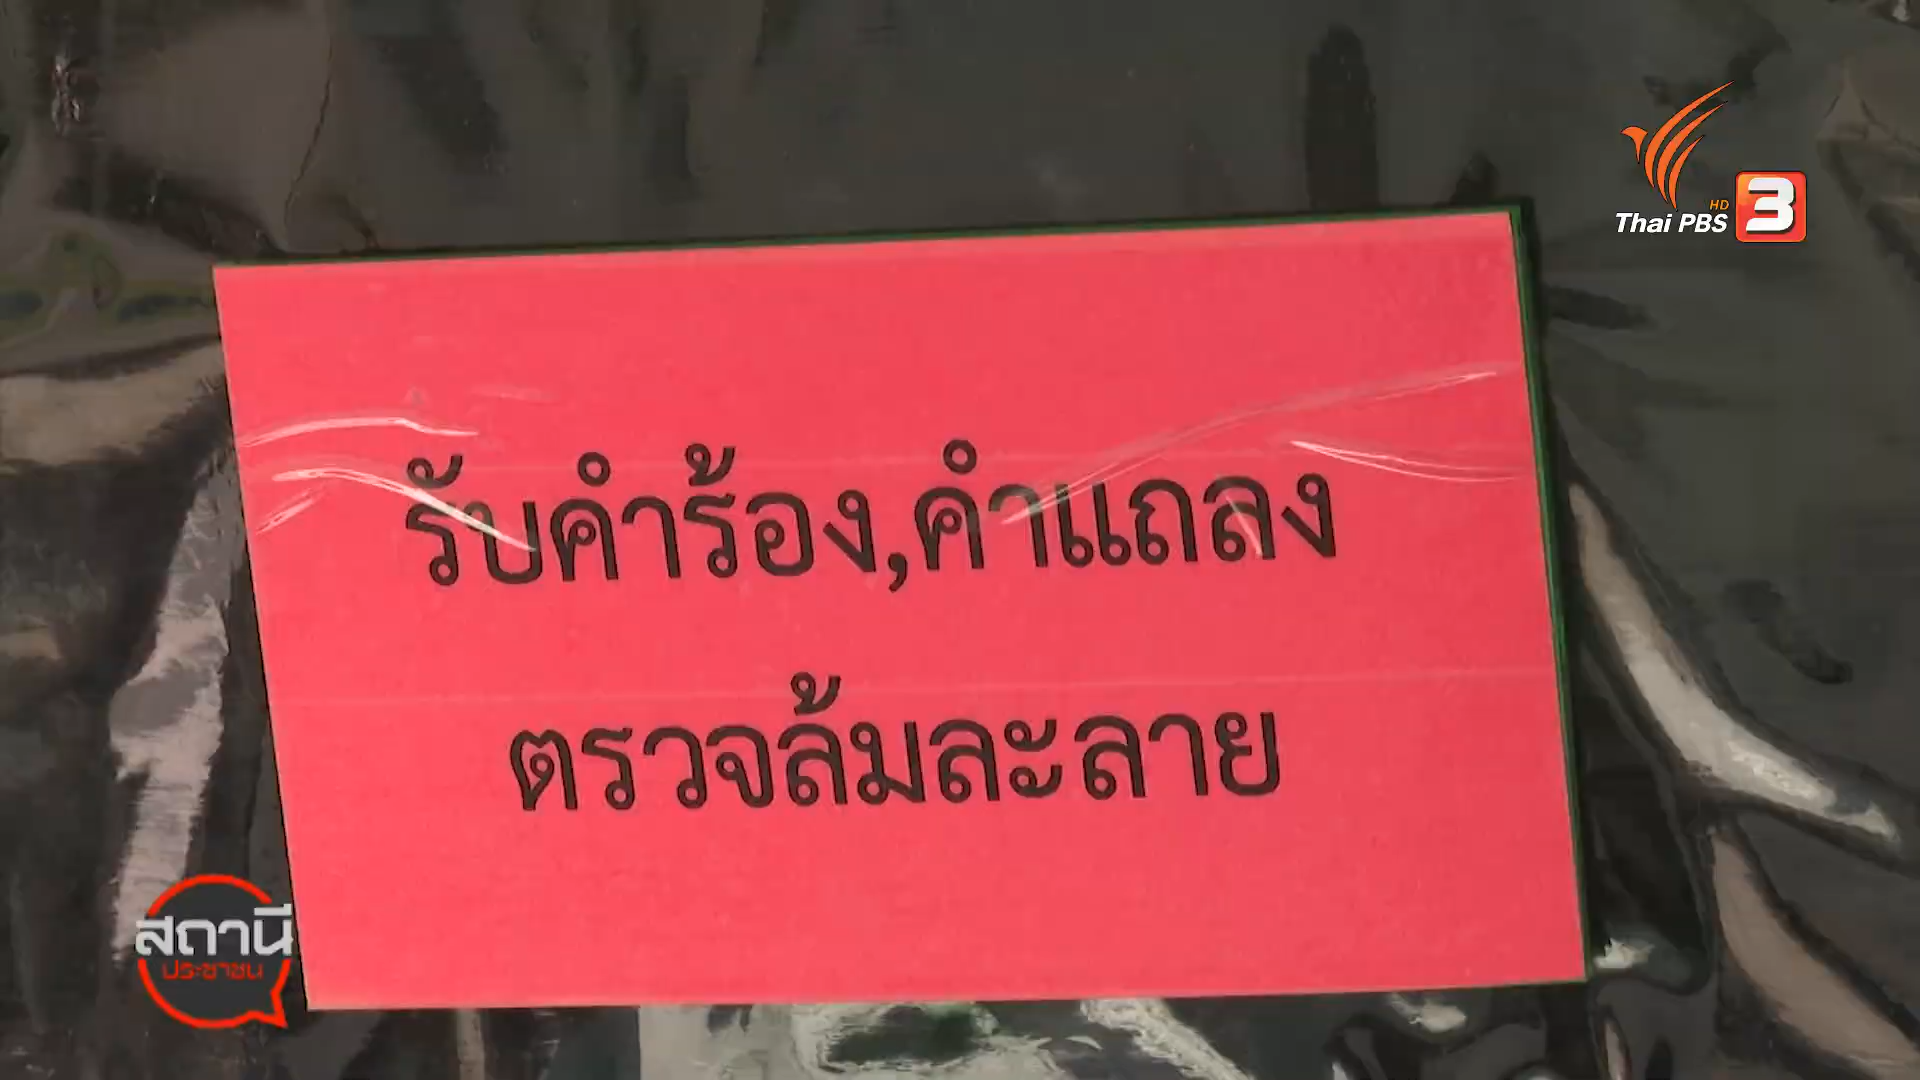 HD
Thai PBS 3
รับคำร้อง,คำแถลง
ตรวจล้มละลาย
สถานี
ประชาชน